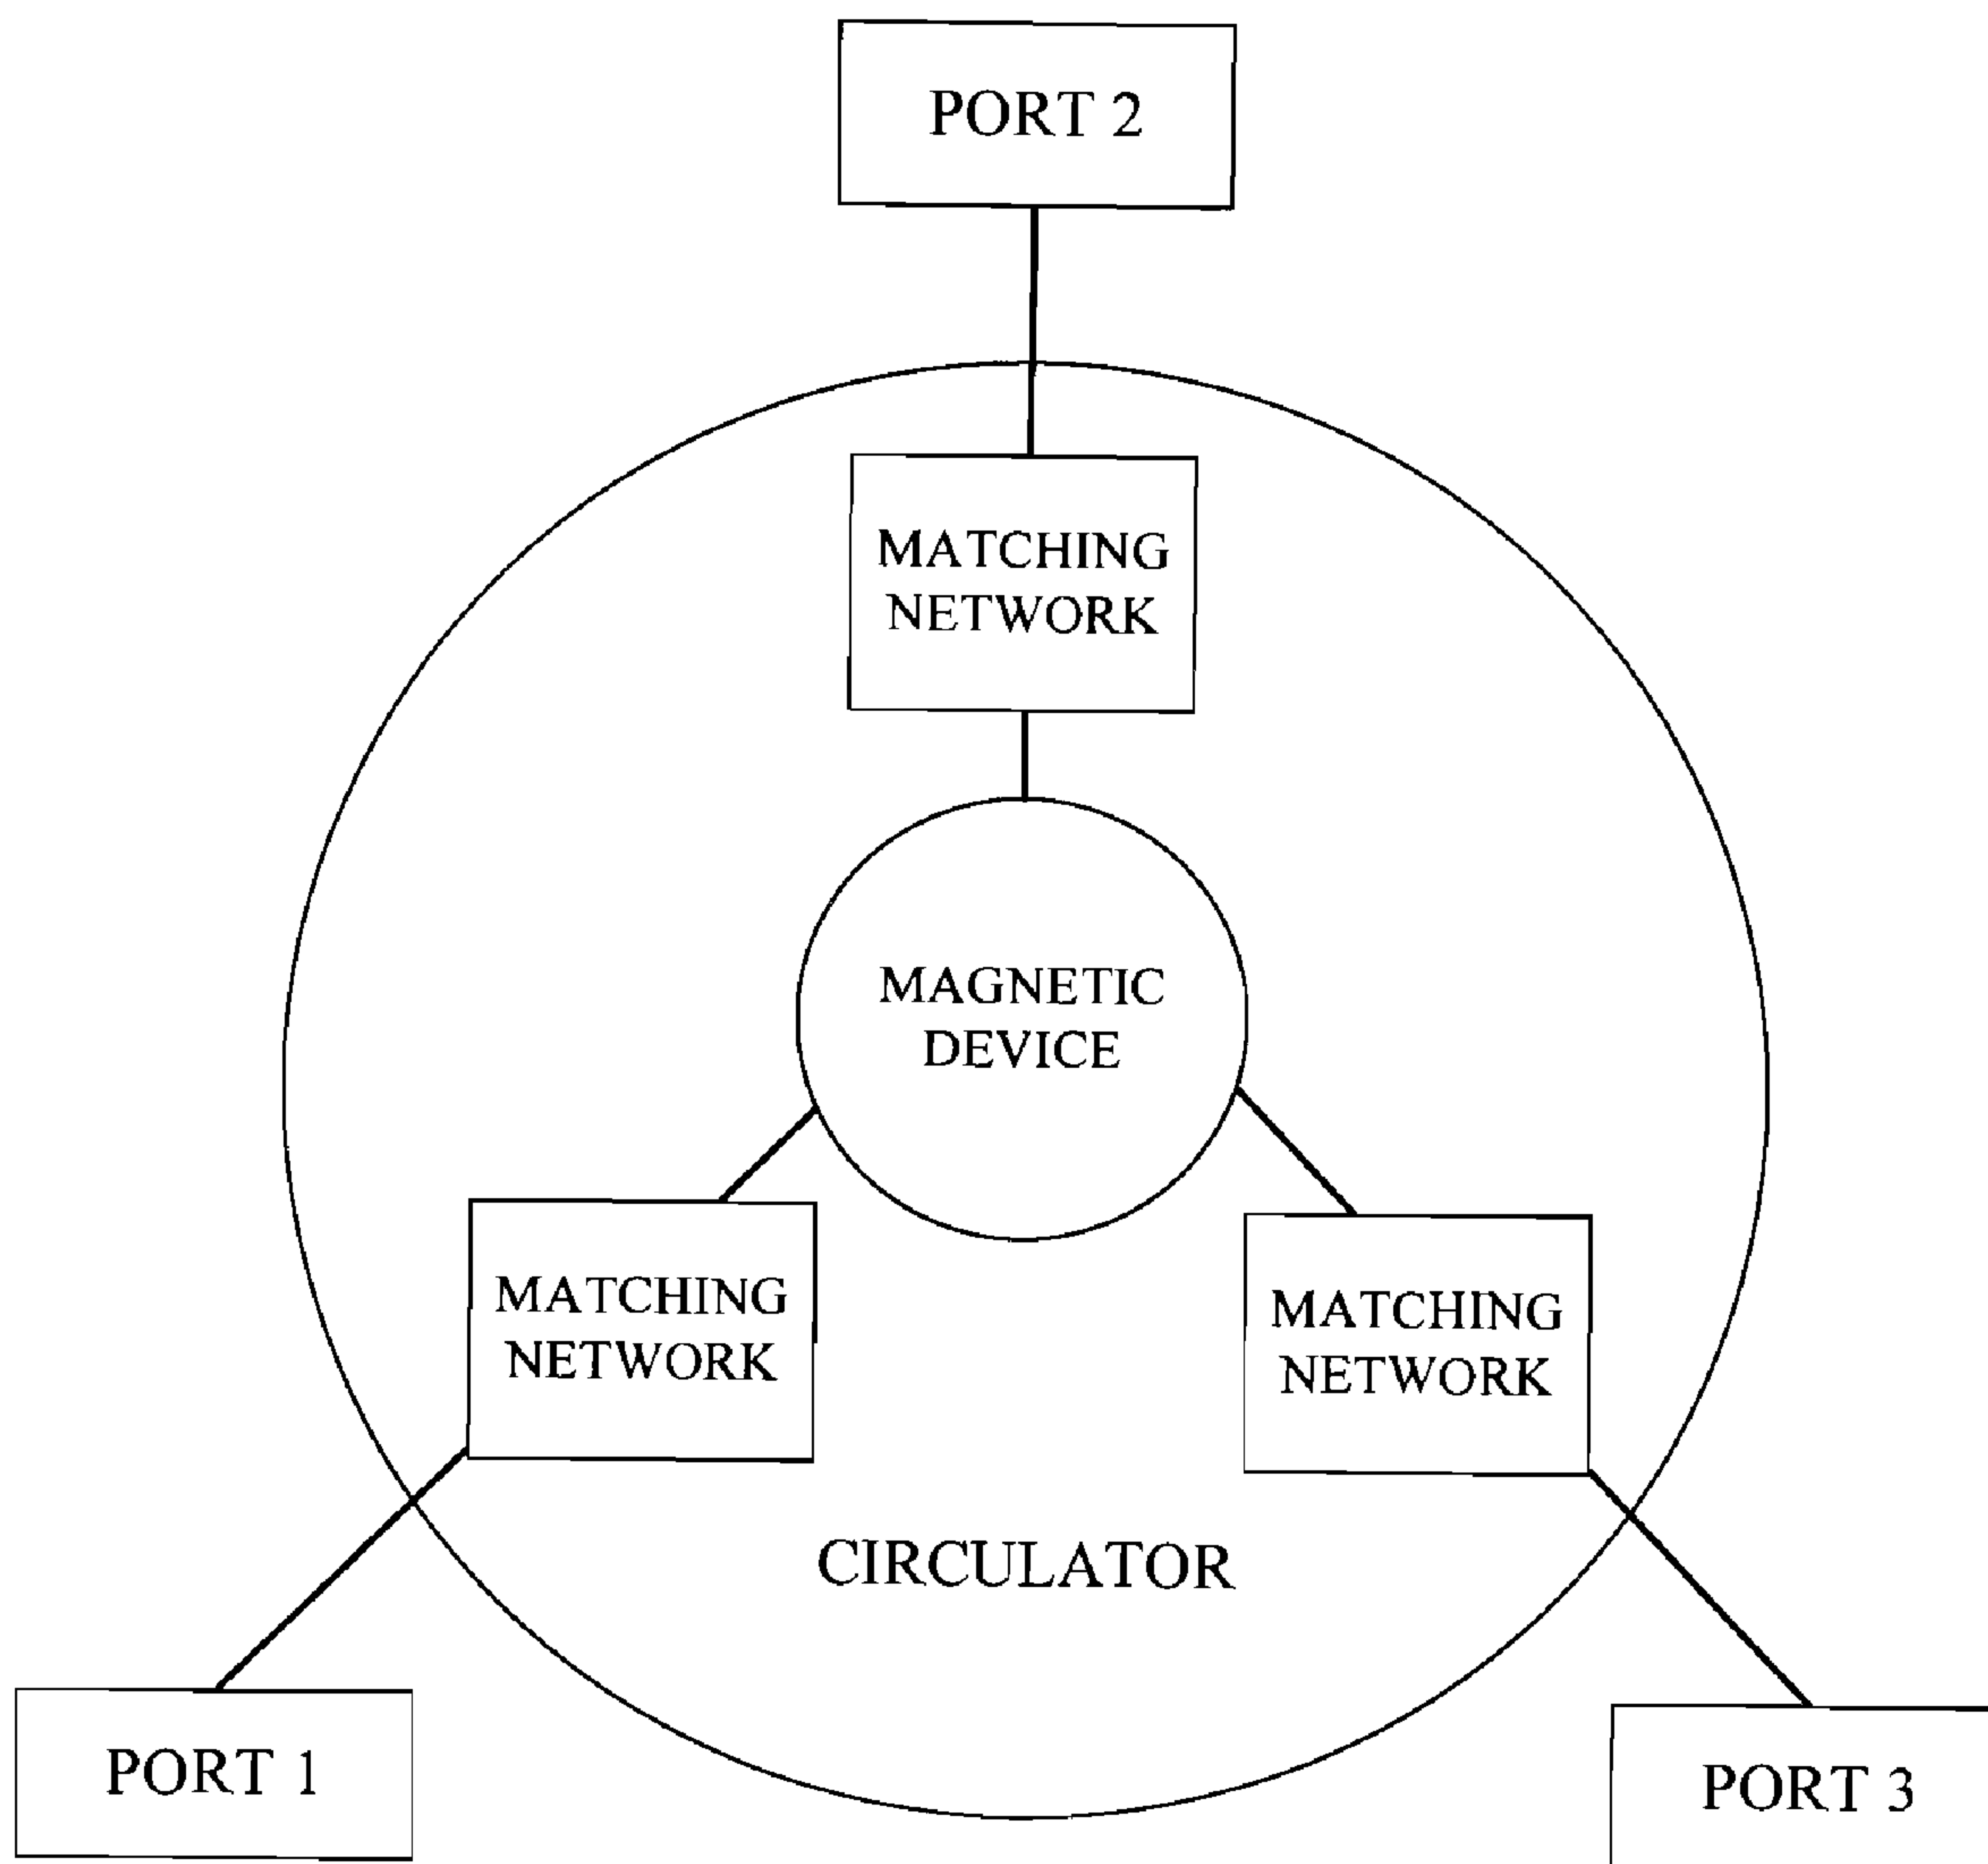 PORT 2
MATCHING
NETWORK
MAGNETIC
DEVICE
MATCHING
NETWORK
MATCHING
NETWORK
CIRCULATOR
PORT 1
PORT 3